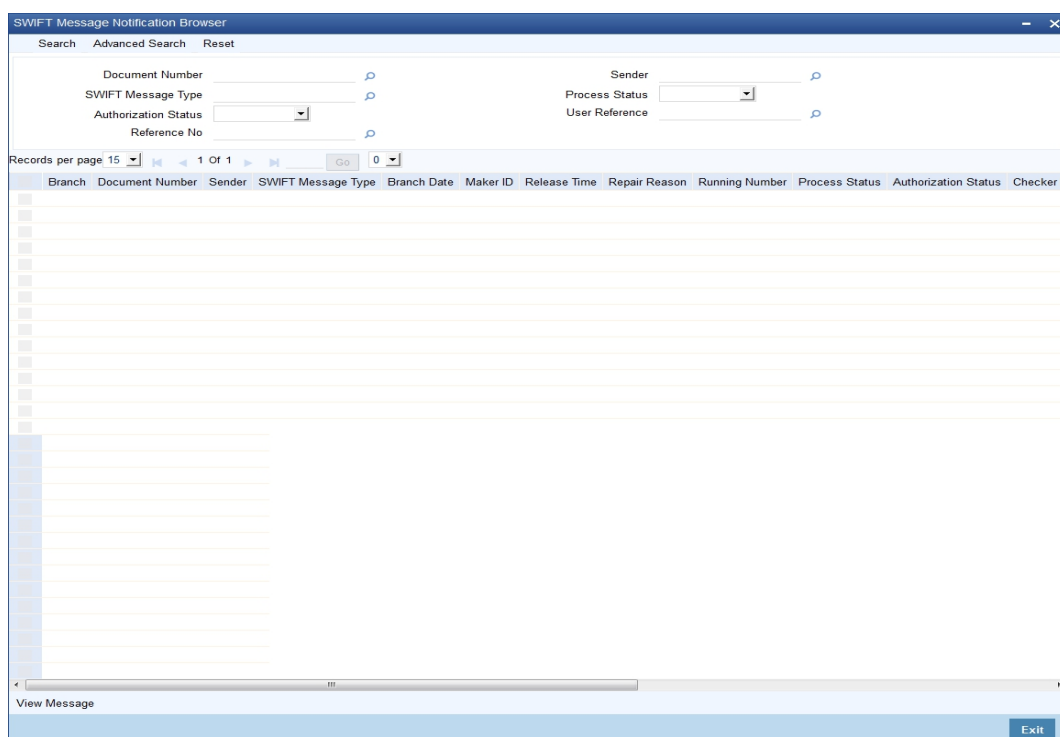 SWIFT Message Notification Browser
Search Advanced Search Reset
Document Number Sender
SWIFT Message Type Process Status
Authorization Status User Reference
Reference No
Records per page 15 1 Of 1 Go 0
Branch Document Number Sender SWIFT Message Type Branch Date Maker ID Release Time Repair Reason Running Number Process Status Authorization Status Checker
View Message
Exit